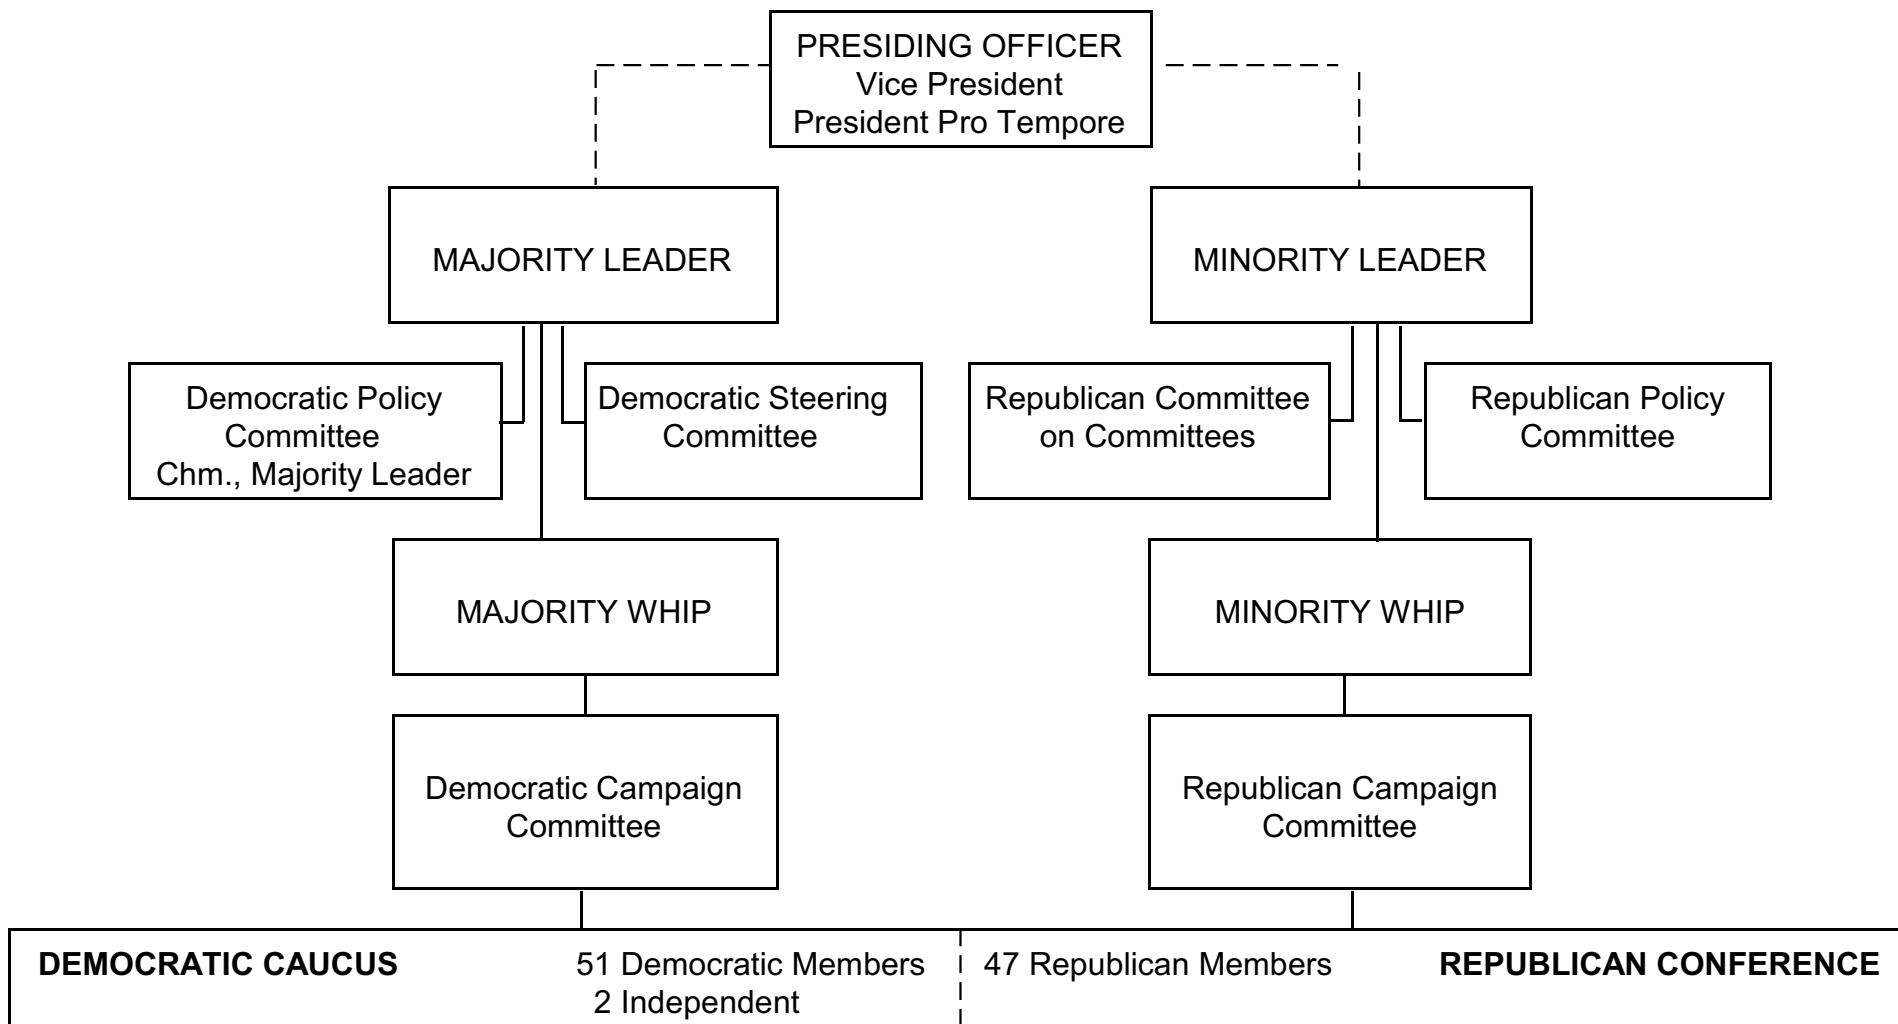 PRESIDING OFFICER
Vice President
President Pro Tempore
MAJORITY LEADER
MINORITY LEADER
Democratic Policy
Committee
Chm., Majority Leader
Democratic Steering
Committee
Republican Committee
on Committees
Republican Policy
Committee
MAJORITY WHIP
MINORITY WHIP
Democratic Campaign
Committee
Republican Campaign
Committee
DEMOCRATIC CAUCUS
51 Democratic Members
2 Independent
47 Republican Members
REPUBLICAN CONFERENCE